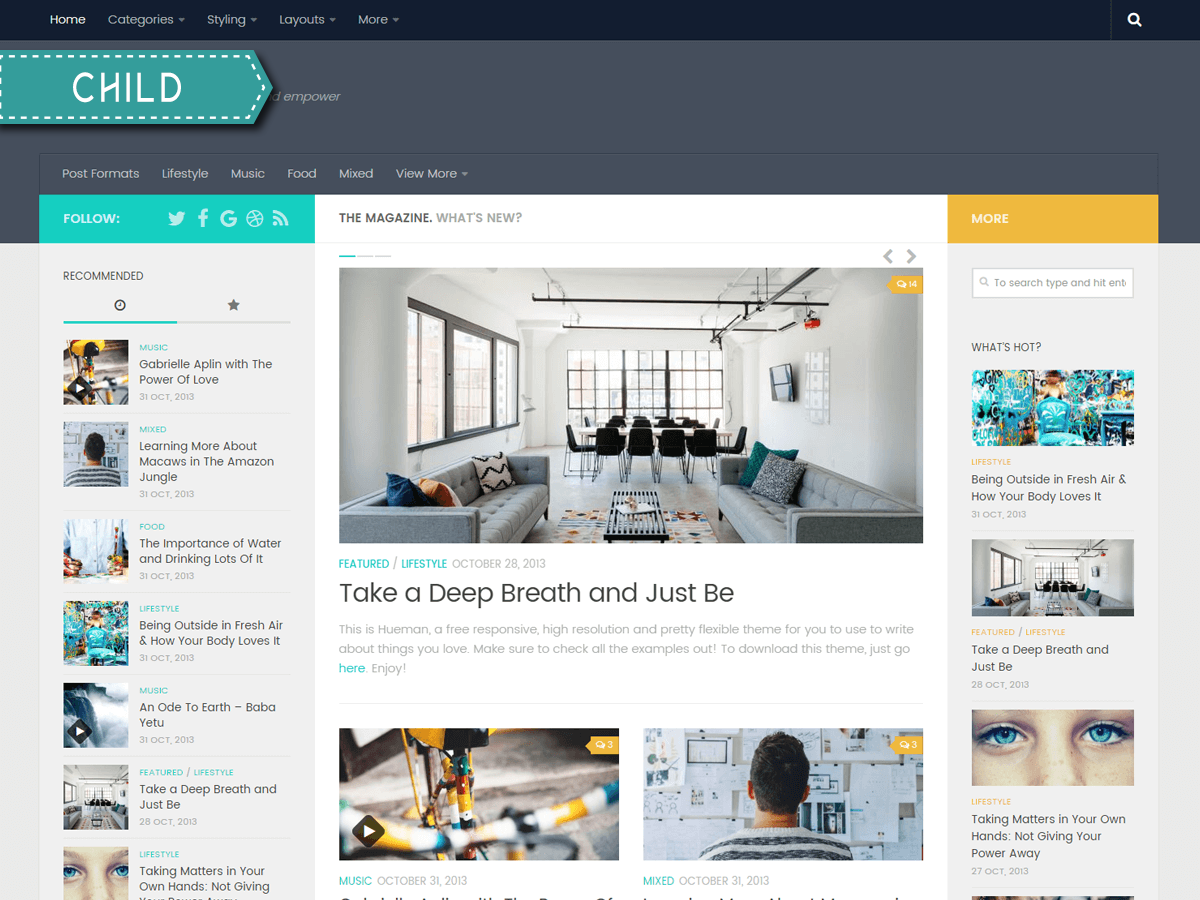 Home Categories Styling Layouts More
CHILD
d empower
Post Formats Lifestyle Music Food Mixed View More
FOLLOW:
THE MAGAZINE. WHAT'S NEW?
MORE
RECOMMENDED
MUSIC
Gabrielle Aplin with The
Power Of Love
31 OCT, 2013
MIXED
Learning More About
Macaws in The Amazon
Jungle
31 OCT, 2013
FOOD
The Importance of Water
and Drinking Lots Of It
31 OCT, 2013
LIFESTYLE
Being Outside in Fresh Air
& How Your Body Loves It
31 OCT, 2013
MUSIC
An Ode To Earth – Baba
Yetu
31 OCT, 2013
FEATURED / LIFESTYLE
Take a Deep Breath and
Just Be
28 OCT, 2013
LIFESTYLE
Taking Matters in Your
Own Hands: Not Giving
Your Power Away
14
FEATURED / LIFESTYLE OCTOBER 28, 2013
Take a Deep Breath and Just Be
This is Hueman, a free responsive, high resolution and pretty flexible theme for you to use to write
about things you love. Make sure to check all the examples out! To download this theme, just go
here. Enjoy!
3
MUSIC OCTOBER 31, 2013
3
MIXED OCTOBER 31, 2013
To search type and hit ent
WHAT'S HOT?
LIFESTYLE
Being Outside in Fresh Air &
How Your Body Loves It
31 OCT, 2013
FEATURED / LIFESTYLE
Take a Deep Breath and
Just Be
28 OCT, 2013
LIFESTYLE
Taking Matters in Your Own
Hands: Not Giving Your
Power Away
27 OCT, 2013